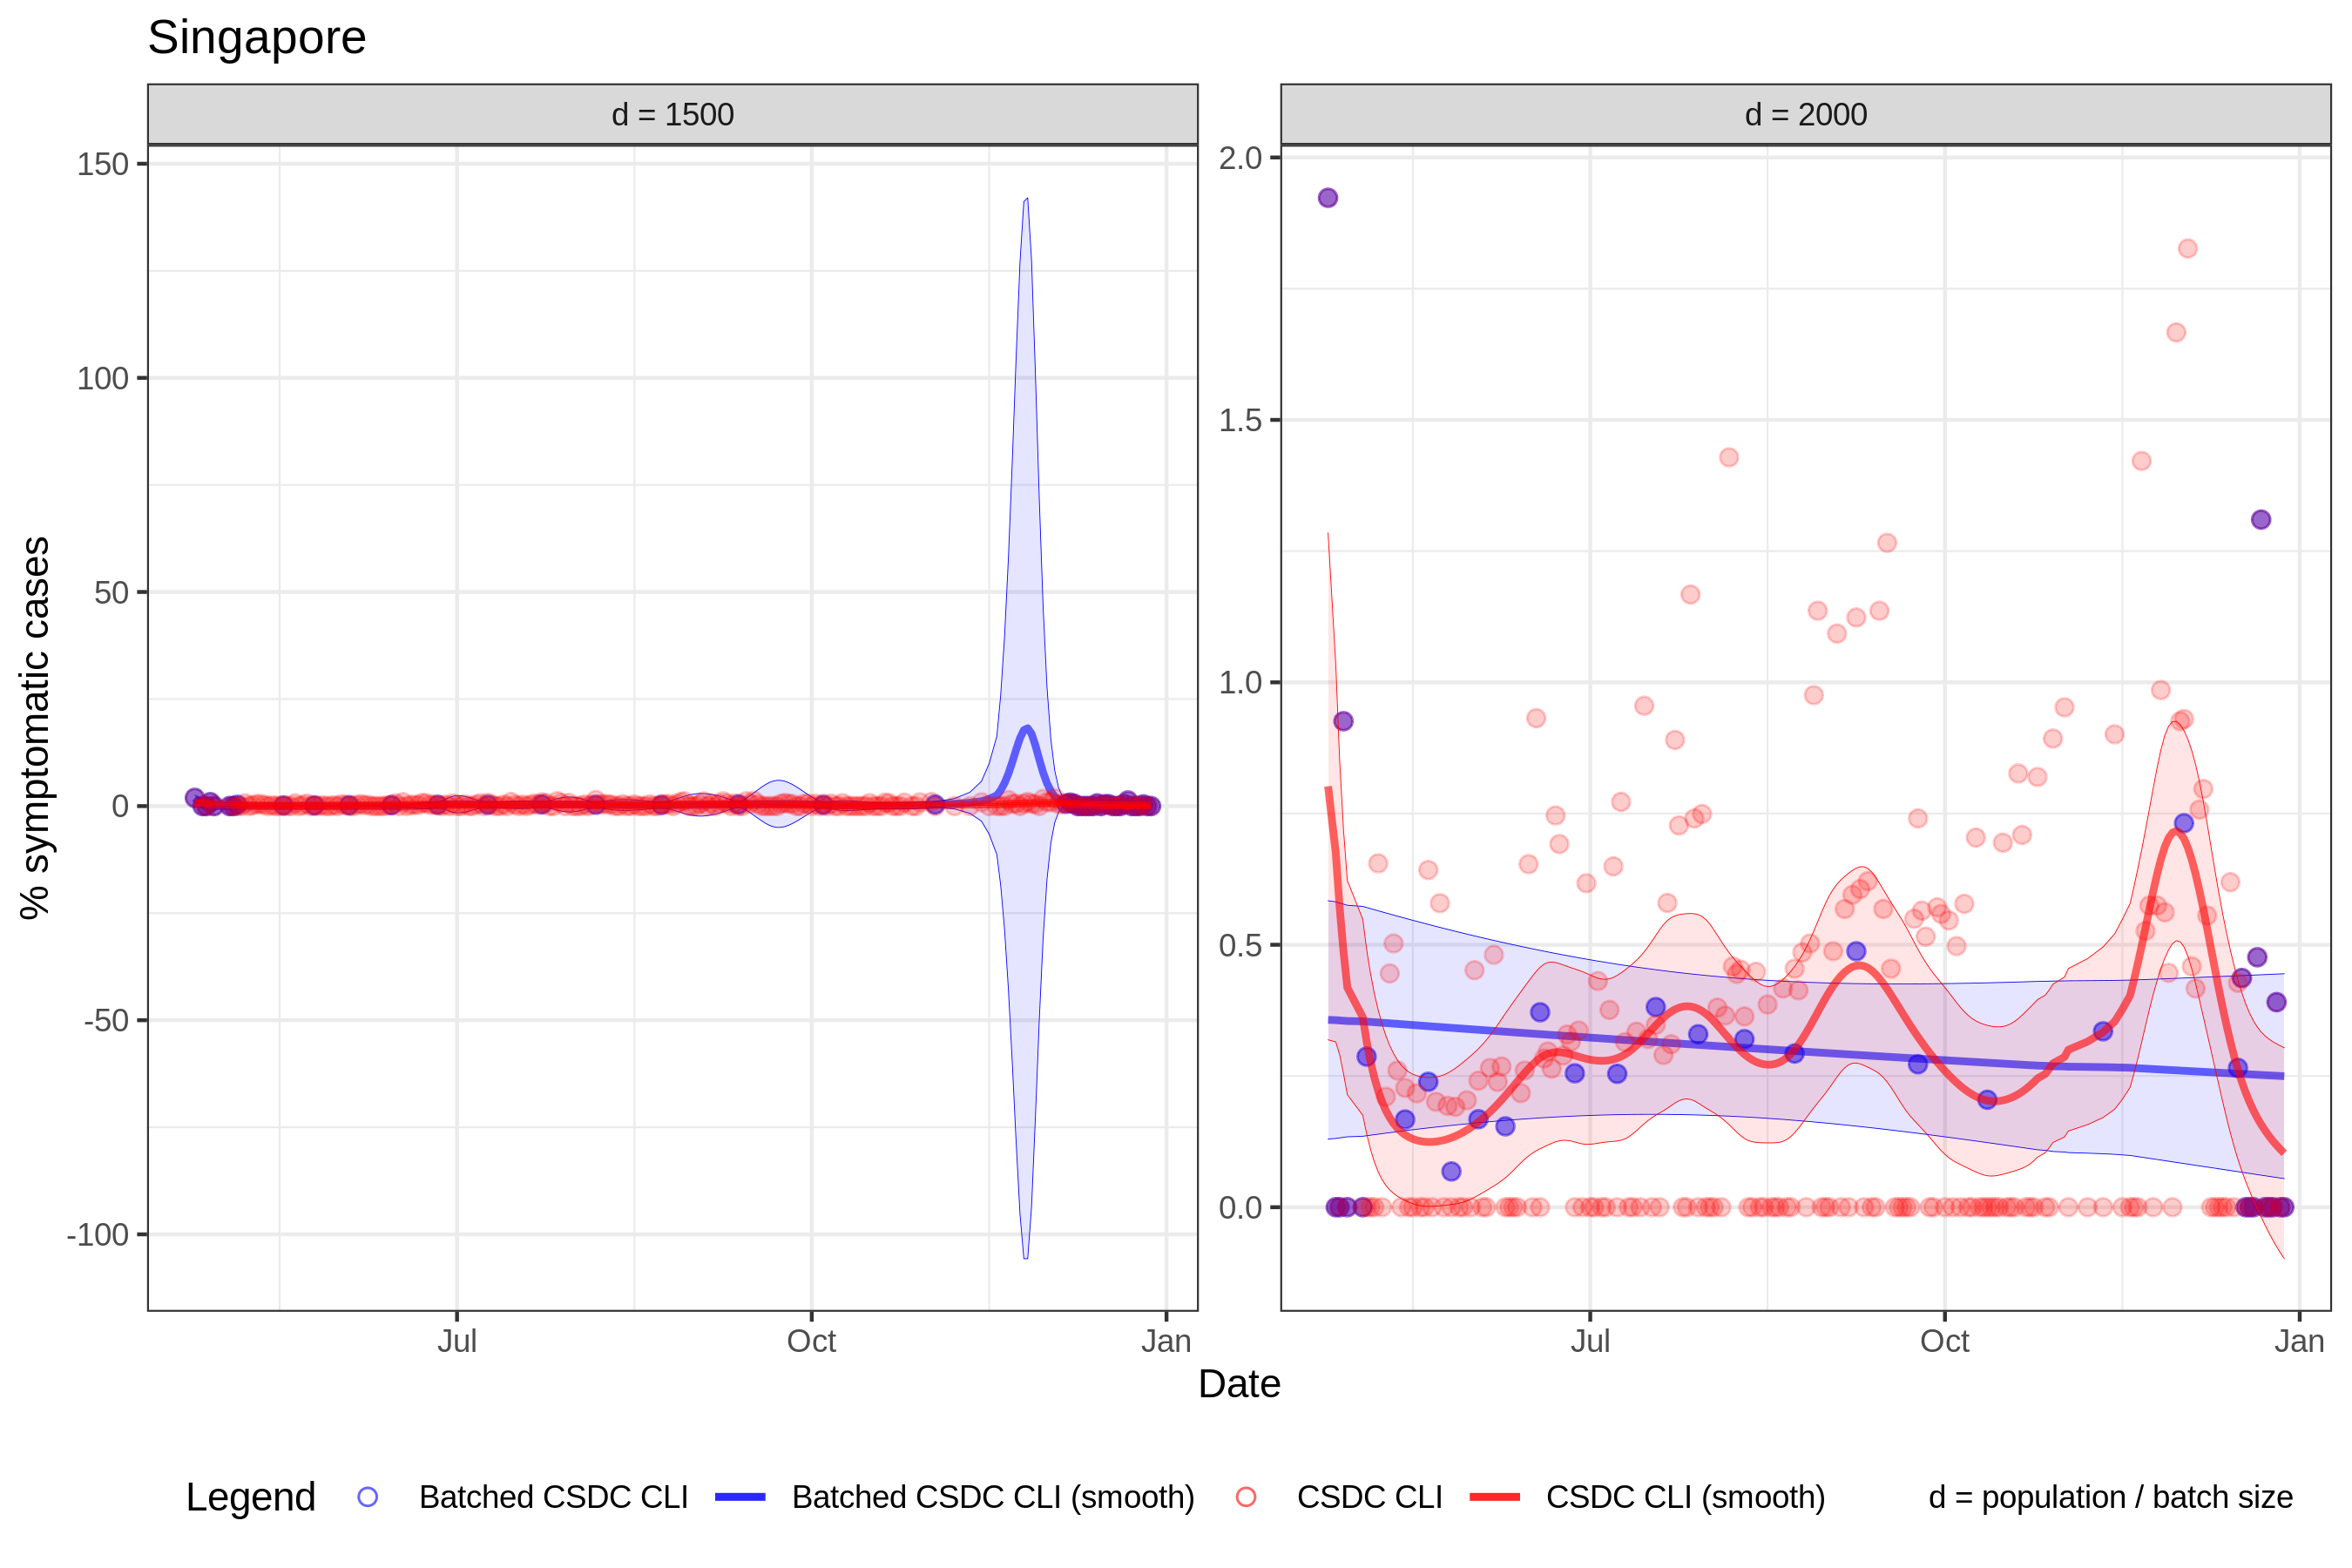 Singapore
d = 1500
d = 2000
% symptomatic cases
150
100
50
0
-50
-100
2.0
1.5
1.0
0.5
0.0
Jul
Oct
Jan
Jul
Oct
Jan
Date
Legend
Batched CSDC CLI
Batched CSDC CLI (smooth)
CSDC CLI
CSDC CLI (smooth)
d = population / batch size